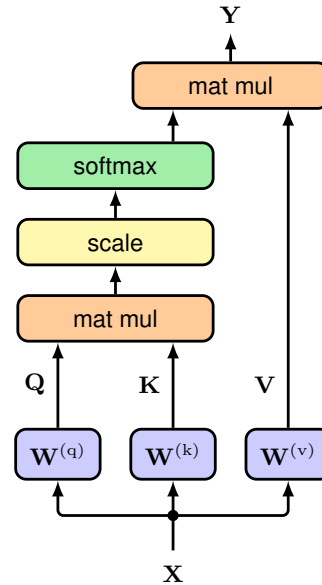 Y
mat mul
softmax
scale
mat mul
Q K V
W^(q) W^(k) W^(v)
X